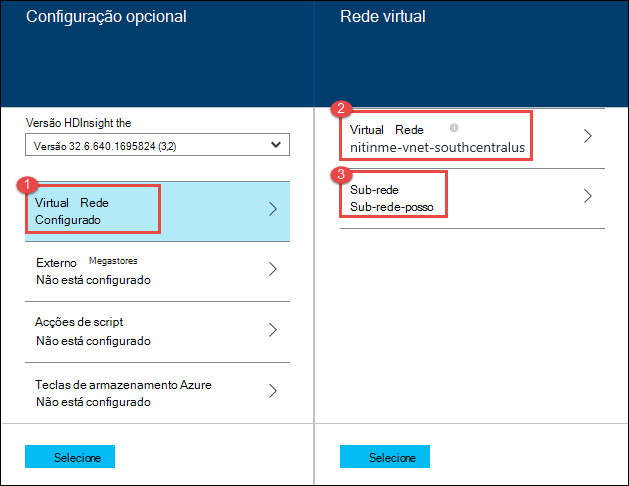 Configuração opcional
Versão HDInsight the
Versão 32.6.640.1695824 (3,2)
1
Virtual Rede
Configurado
Externo Megastores
Não está configurado
Acções de script
Não está configurado
Teclas de armazenamento Azure
Não está configurado
Selecione
Rede virtual
2
Virtual Rede
nitinme-vnet-southcentralus
3
Sub-rede
Sub-rede-posso
Selecione